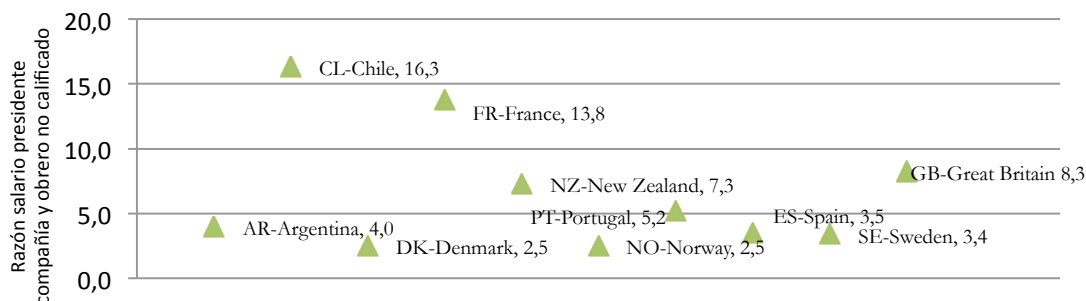 Razón salario presidente
compañía y obrero no calificado
20,0
15,0
10,0
5,0
0,0
CL-Chile, 16,3
FR-France, 13,8
GB-Great Britain 8,3
NZ-New Zealand, 7,3
PT-Portugal, 5,2
ES-Spain, 3,5
AR-Argentina, 4,0
SE-Sweden, 3,4
DK-Denmark, 2,5
NO-Norway, 2,5